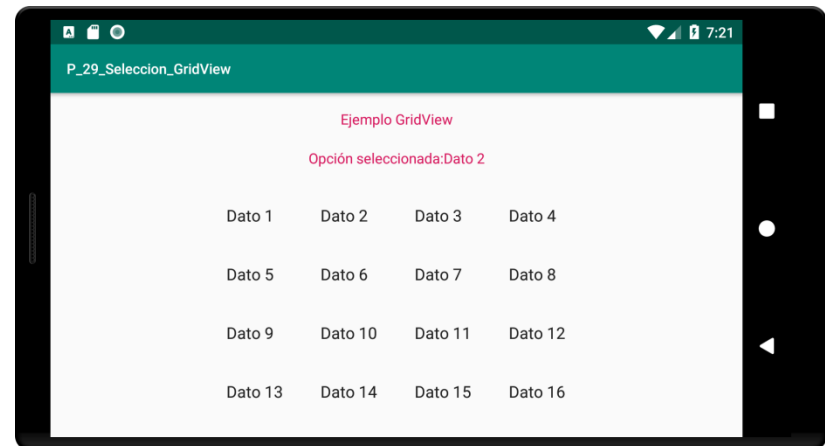 7:21
P_29_Seleccion_GridView
Ejemplo GridView
Opción seleccionada:Dato 2
Dato 1 Dato 2 Dato 3 Dato 4
Dato 5 Dato 6 Dato 7 Dato 8
Dato 9 Dato 10 Dato 11 Dato 12
Dato 13 Dato 14 Dato 15 Dato 16